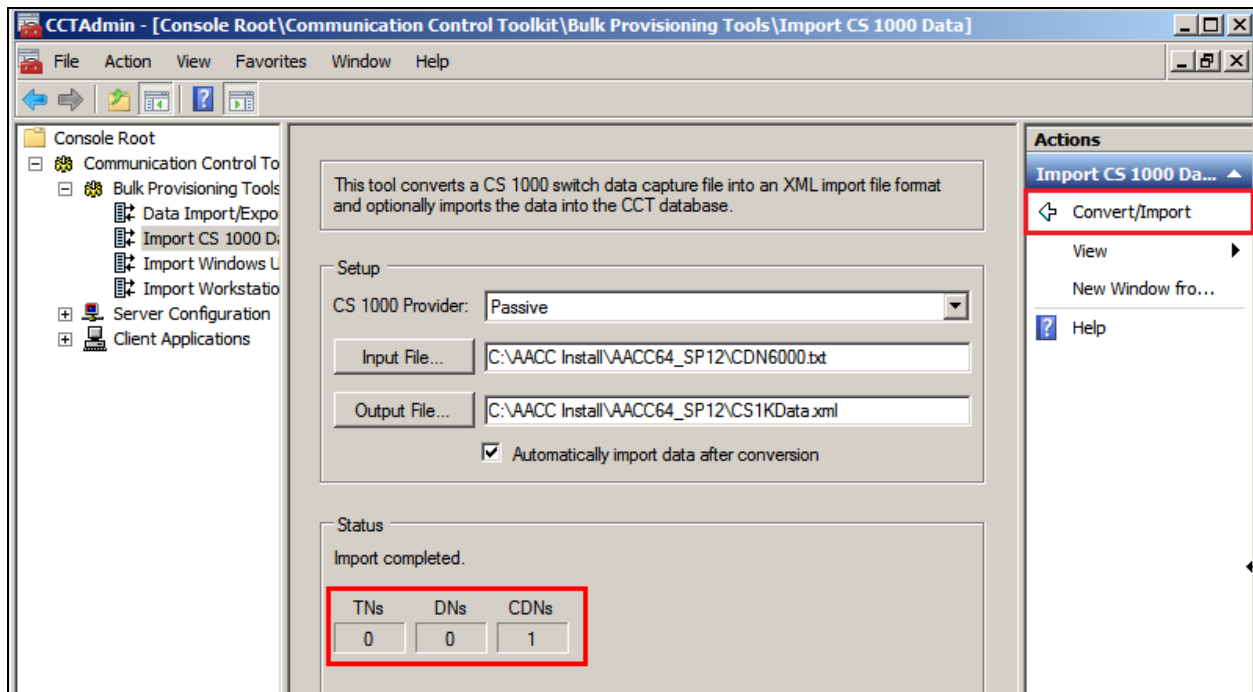 CCTAdmin - [Console Root\Communication Control Toolkit\Bulk Provisioning Tools\Import CS 1000 Data]
File Action View Favorites Window Help
Console Root
Communication Control To
Bulk Provisioning Tools
Data Import/Expo
Import CS 1000 Da
Import Windows U
Import Workstatio
Server Configuration
Client Applications
This tool converts a CS 1000 switch data capture file into an XML import file format
and optionally imports the data into the CCT database.
Setup
CS 1000 Provider: Passive
Input File... C:\AACC Install\AACC64_SP12\CDN6000.txt
Output File... C:\AACC Install\AACC64_SP12\CS1KData.xml
Automatically import data after conversion
Status
Import completed.
TNs DNs CDNs
0 0 1
Actions
Import CS 1000 Da...
Convert/Import
View
New Window fro...
Help